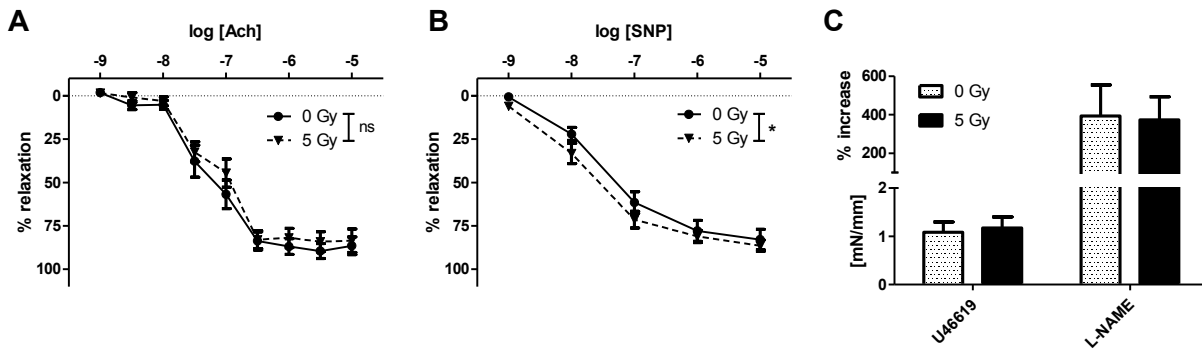 A
log [Ach]
-9 -8 -7 -6 -5
0
25
50
75
100
% relaxation
0 Gy
5 Gy
ns
B
log [SNP]
-9 -8 -7 -6 -5
0
25
50
75
100
% relaxation
0 Gy
5 Gy
*
C
600
400
200
2
1
0
% increase
[mN/mm]
0 Gy
5 Gy
U46619
L-NAME